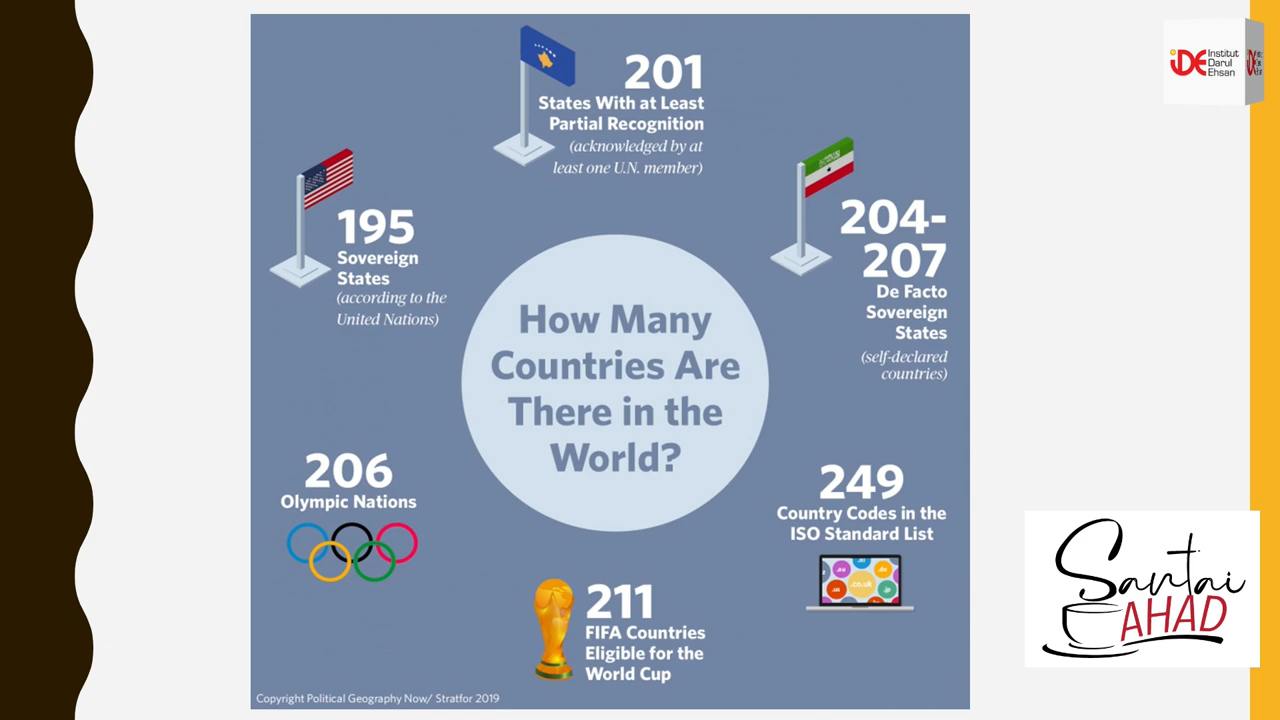 201
States With at Least
Partial Recognition
(acknowledged by at
least one U.N. member)
195
Sovereign
States
(according to the
United Nations)
204-
207
De Facto
Sovereign
States
(self-declared
countries)
How Many
Countries Are
There in the
World?
206
Olympic Nations
249
Country Codes in the
ISO Standard List
.co.uk
211
FIFA Countries
Eligible for the
World Cup
Copyright Political Geography Now/ Stratfor 2019
IDE
Institut
Darul
Ehsan
Santai
AHAD